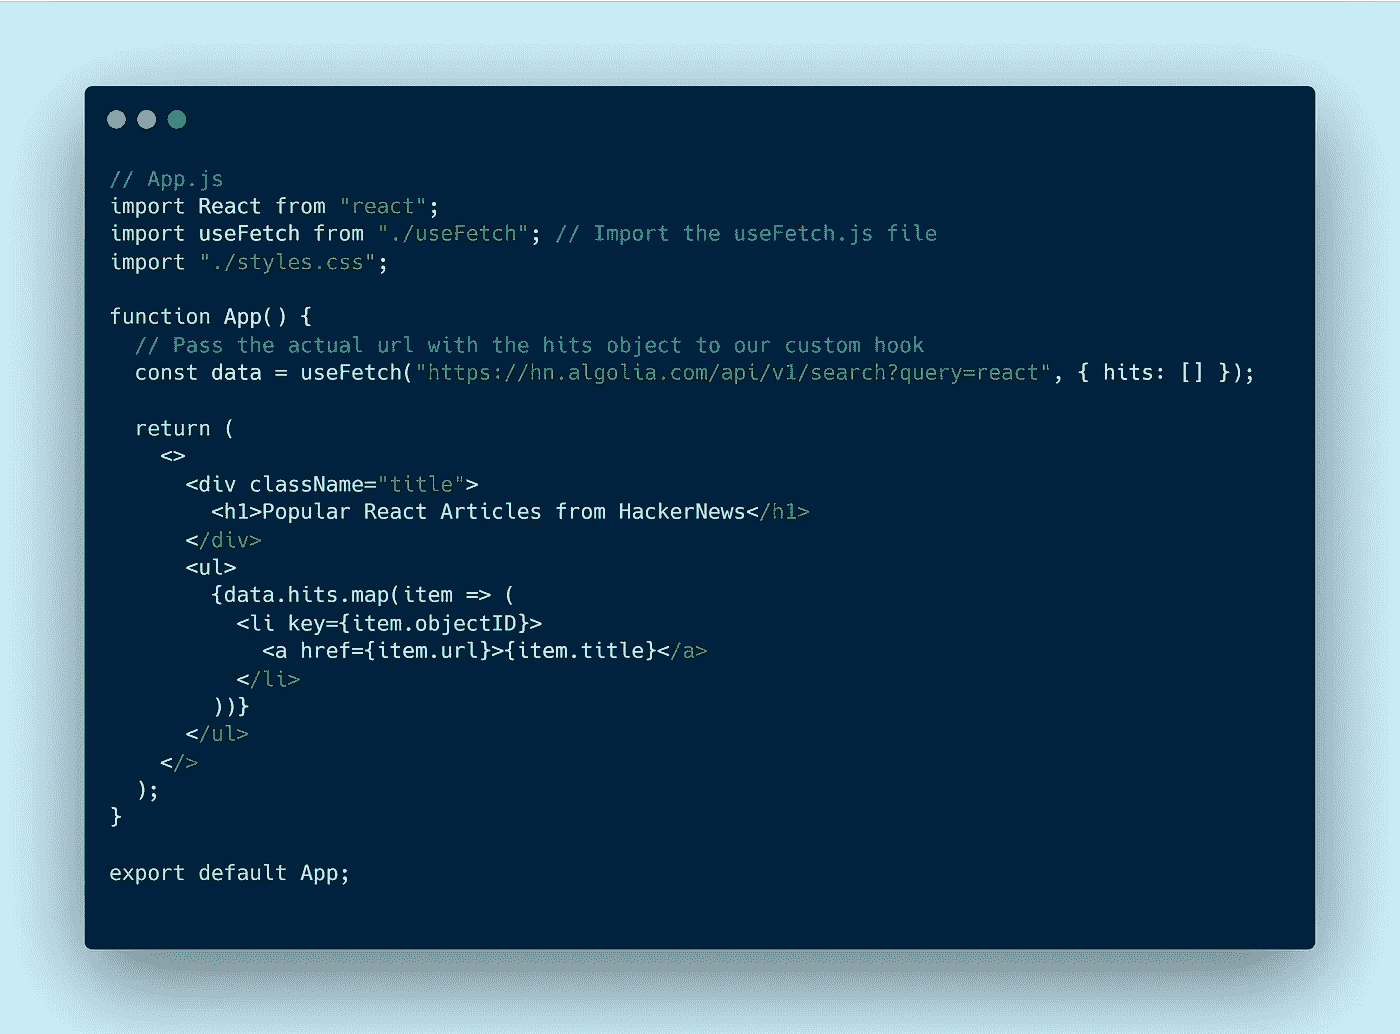 // App.js
import React from "react";
import useFetch from "./useFetch"; // Import the useFetch.js file
import "./styles.css";

function App() {
  // Pass the actual url with the hits object to our custom hook
  const data = useFetch("https://hn.algolia.com/api/v1/search?query=react", { hits: [] });

  return (
    <>
      <div className="title">
        <h1>Popular React Articles from HackerNews</h1>
      </div>
      <ul>
        {data.hits.map(item => (
          <li key={item.objectID}>
            <a href={item.url}>{item.title}</a>
          </li>
        ))}
      </ul>
    </>
  );
}

export default App;